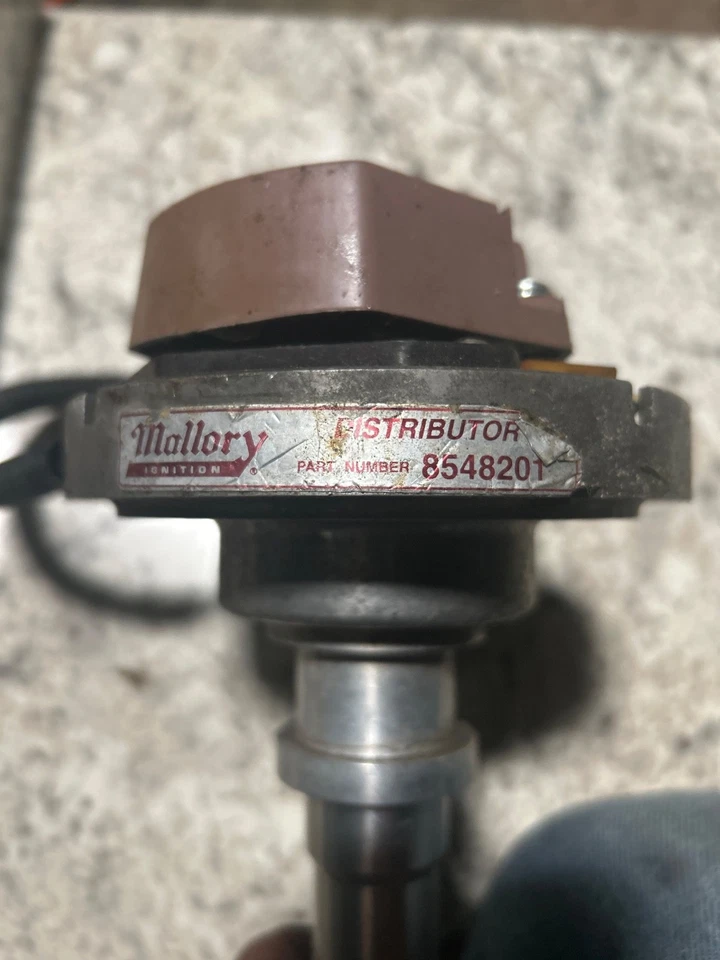 Mallory DISTRIBUTOR
IGNITION ® PART NUMBER 8548201